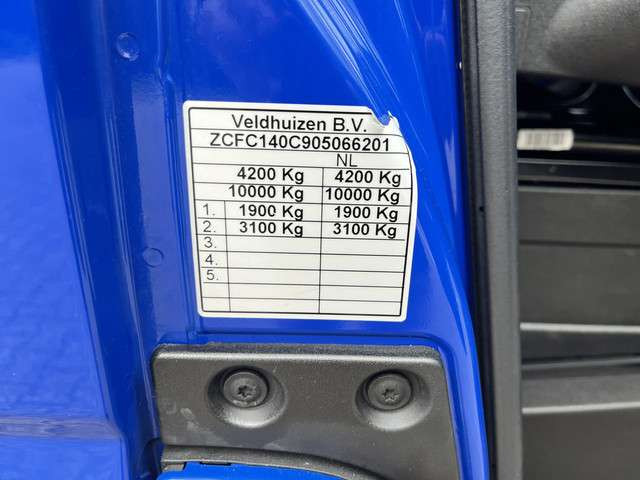 Veldhuizen B.V.
ZCFC140C905066201
NL
4200 Kg 4200 Kg
10000 Kg 10000 Kg
1. 1900 Kg 1900 Kg
2. 3100 Kg 3100 Kg
3.
4.
5.